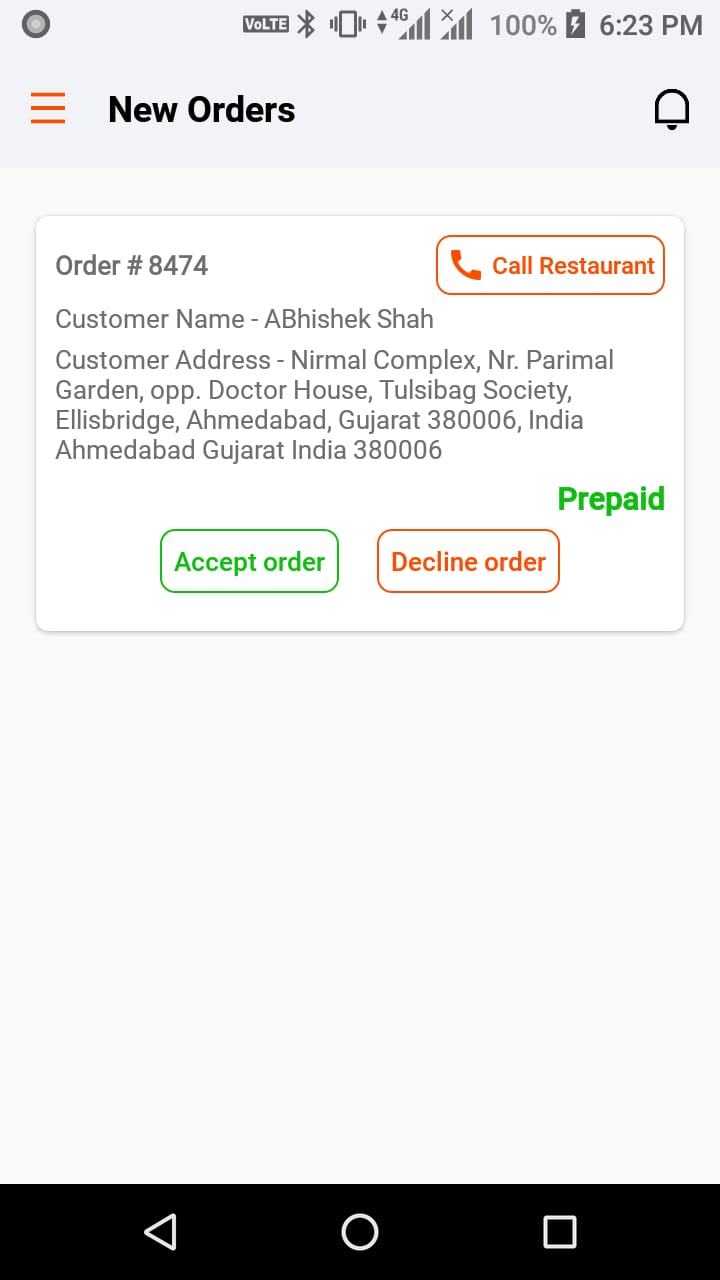 VoLTE 4G 100% 6:23 PM
New Orders
Order # 8474
Call Restaurant
Customer Name - ABhishek Shah
Customer Address - Nirmal Complex, Nr. Parimal
Garden, opp. Doctor House, Tulsibag Society,
Ellisbridge, Ahmedabad, Gujarat 380006, India
Ahmedabad Gujarat India 380006
Prepaid
Accept order
Decline order